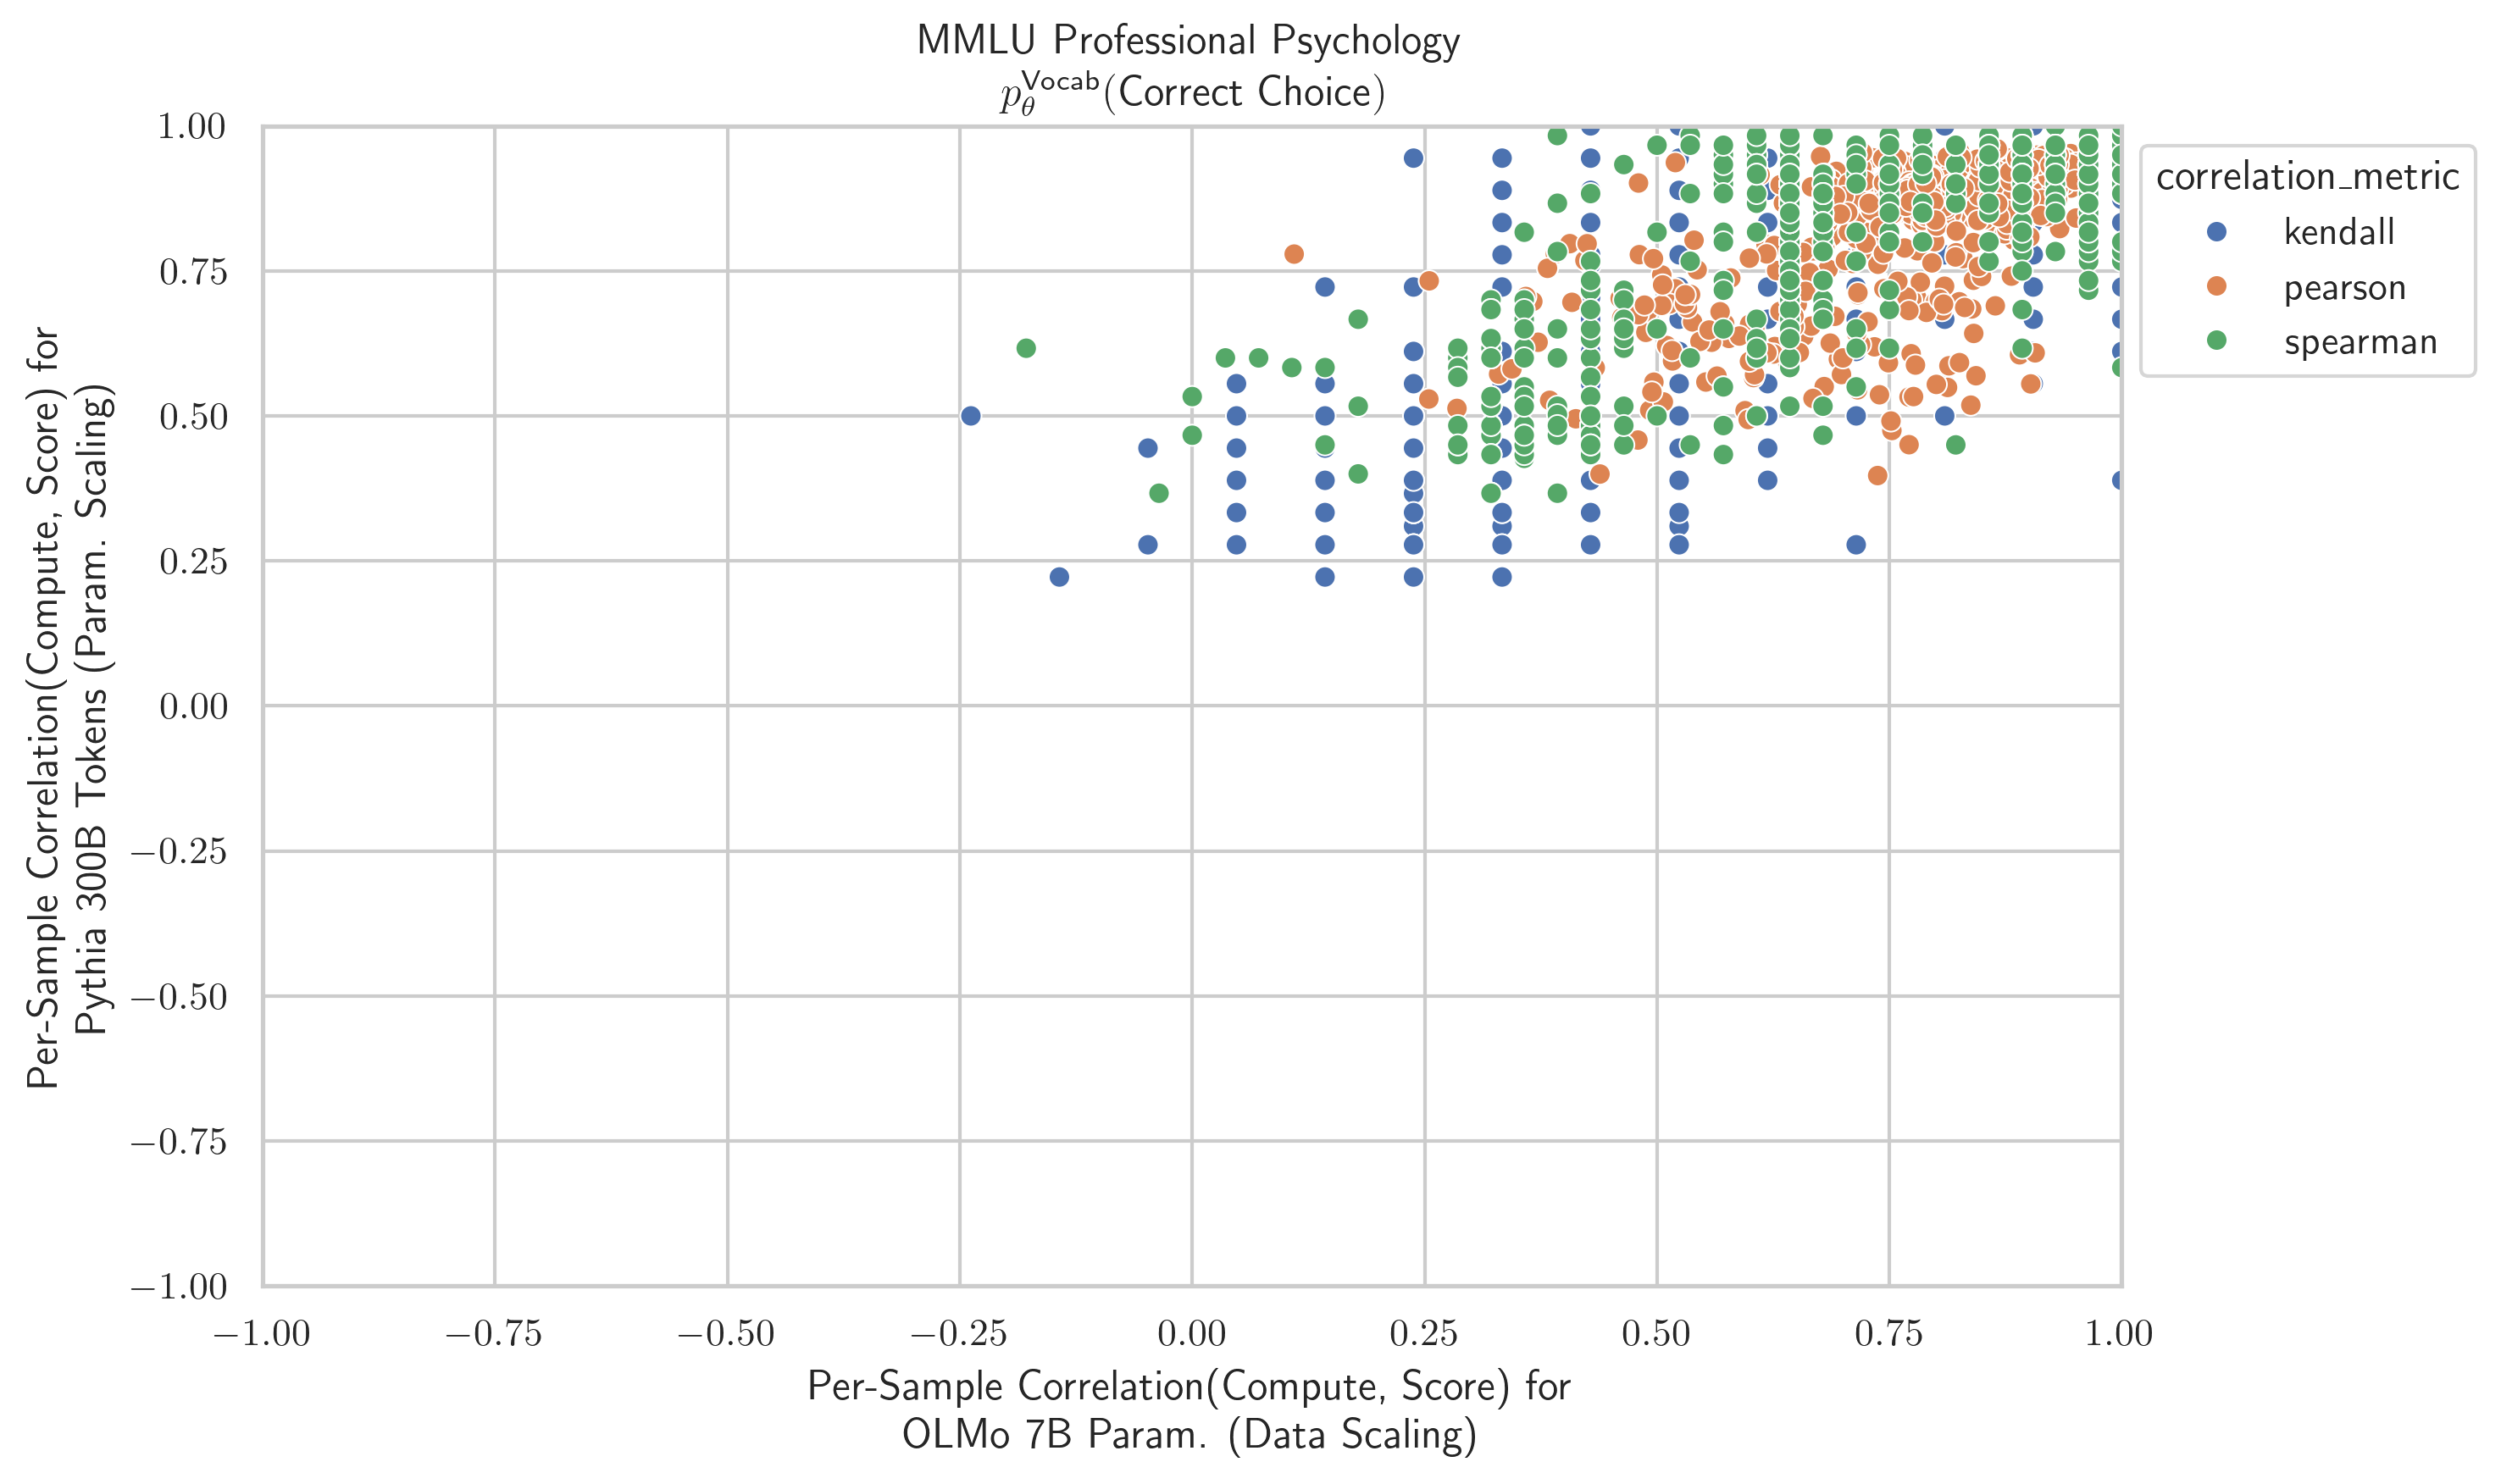 MMLU Professional Psychology
p_θ^Vocab(Correct Choice)
Per-Sample Correlation(Compute, Score) for
Pythia 300B Tokens (Param. Scaling)
1.00
0.75
0.50
0.25
0.00
−0.25
−0.50
−0.75
−1.00
−1.00
−0.75
−0.50
−0.25
0.00
0.25
0.50
0.75
1.00
Per-Sample Correlation(Compute, Score) for
OLMo 7B Param. (Data Scaling)
correlation_metric
kendall
pearson
spearman